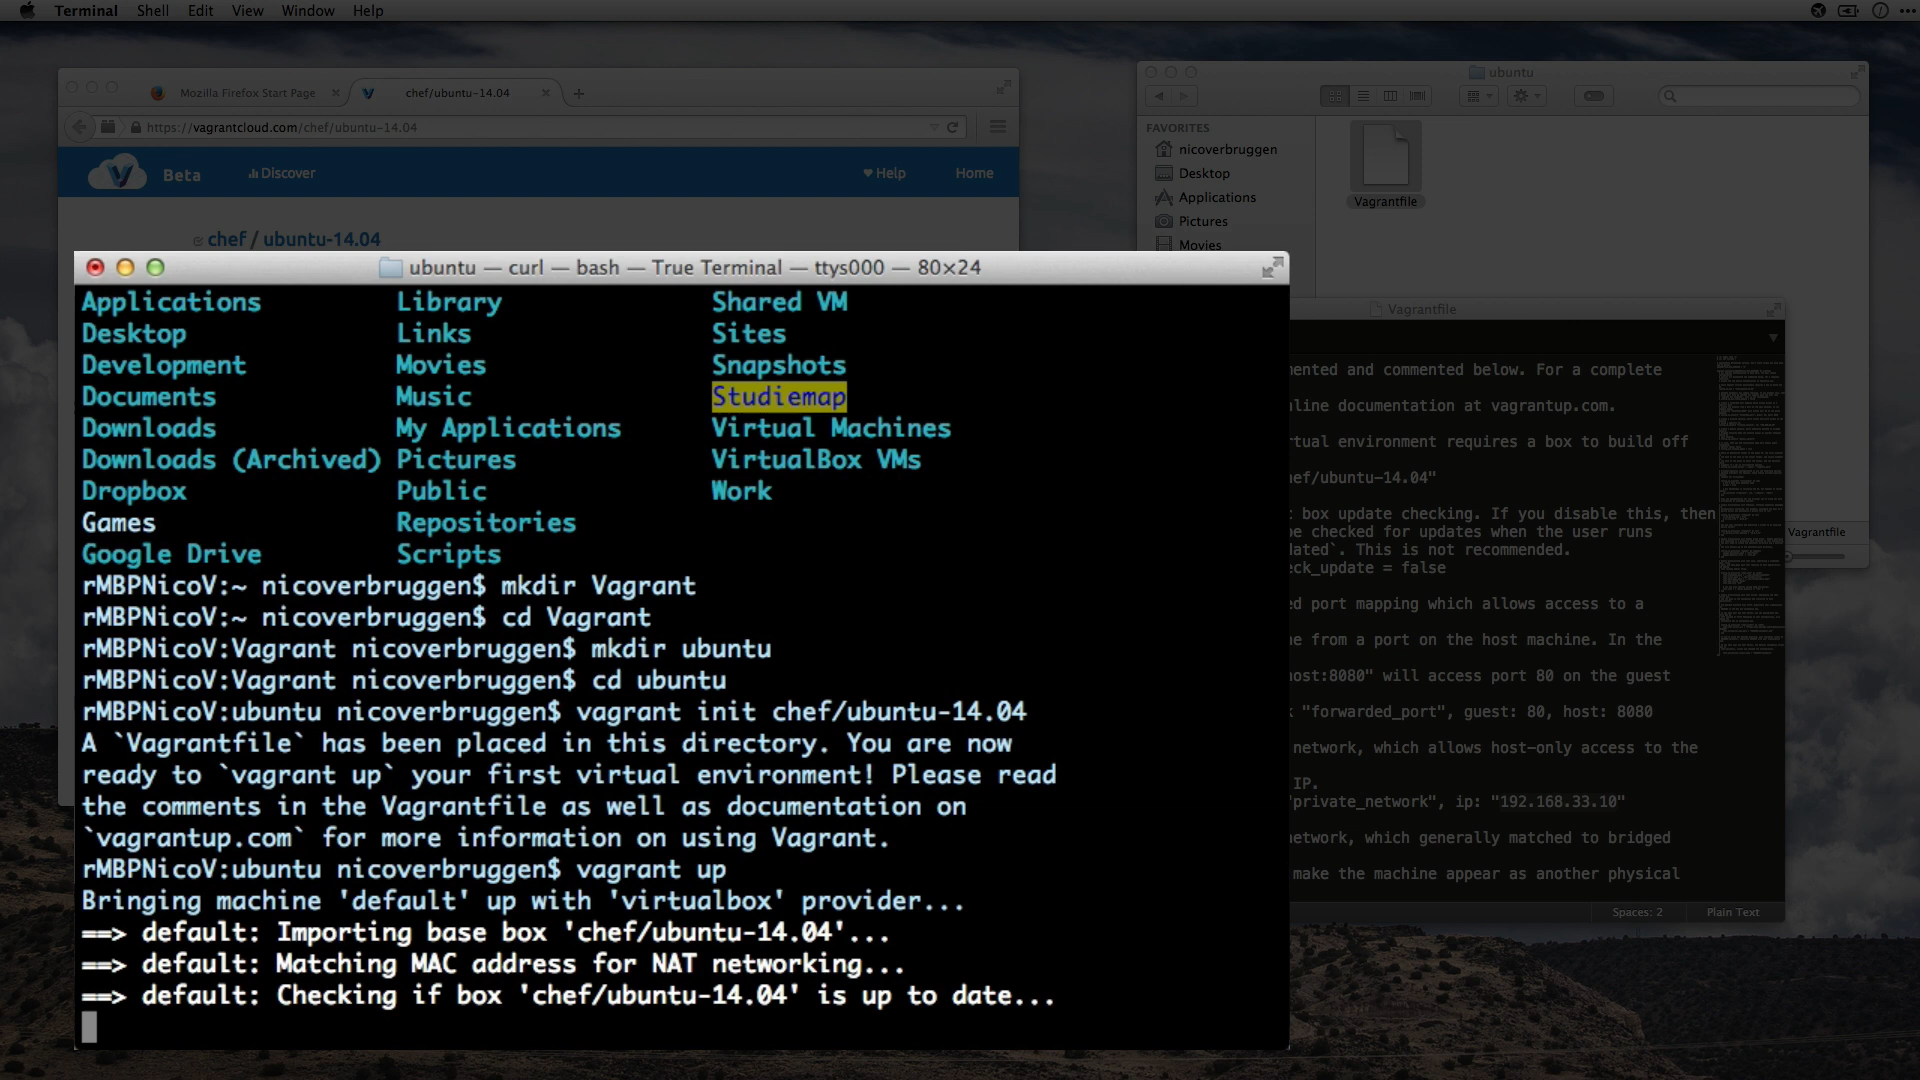 Terminal Shell Edit View Window Help
Mozilla Firefox Start Page
chef/ubuntu-14.04
https://vagrantcloud.com/chef/ubuntu-14.04
Beta
Discover
Help
Home
chef / ubuntu-14.04
ubuntu
FAVORITES
nicoverbruggen
Desktop
Applications
Pictures
Movies
Vagrantfile
Vagrantfile
ubuntu — curl — bash — True Terminal — ttys000 — 80×24
Applications Library Shared VM
Desktop Links Sites
Development Movies Snapshots
Documents Music Studiemap
Downloads My Applications Virtual Machines
Downloads (Archived) Pictures VirtualBox VMs
Dropbox Public Work
Games Repositories
Google Drive Scripts
rMBPNicoV:~ nicoverbruggen$ mkdir Vagrant
rMBPNicoV:~ nicoverbruggen$ cd Vagrant
rMBPNicoV:Vagrant nicoverbruggen$ mkdir ubuntu
rMBPNicoV:Vagrant nicoverbruggen$ cd ubuntu
rMBPNicoV:ubuntu nicoverbruggen$ vagrant init chef/ubuntu-14.04
A `Vagrantfile` has been placed in this directory. You are now
ready to `vagrant up` your first virtual environment! Please read
the comments in the Vagrantfile as well as documentation on
`vagrantup.com` for more information on using Vagrant.
rMBPNicoV:ubuntu nicoverbruggen$ vagrant up
Bringing machine 'default' up with 'virtualbox' provider...
==> default: Importing base box 'chef/ubuntu-14.04'...
==> default: Matching MAC address for NAT networking...
==> default: Checking if box 'chef/ubuntu-14.04' is up to date...
Vagrantfile
mented and commented below. For a complete
nline documentation at vagrantup.com.
rtual environment requires a box to build off
hef/ubuntu-14.04"
c box update checking. If you disable this, then
be checked for updates when the user runs
dated`. This is not recommended.
eck_update = false
ed port mapping which allows access to a
ne from a port on the host machine. In the
host:8080" will access port 80 on the guest
k "forwarded_port", guest: 80, host: 8080
network, which allows host-only access to the
IP.
"private_network", ip: "192.168.33.10"
network, which generally matched to bridged
make the machine appear as another physical
Spaces: 2
Plain Text